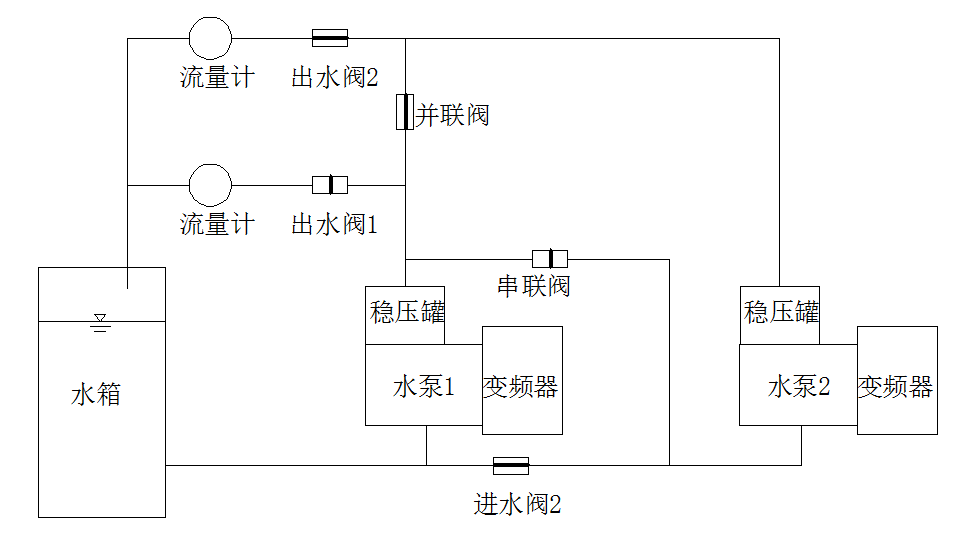 流量计
出水阀2
并联阀
流量计
出水阀1
串联阀
稳压罐
稳压罐
水箱
水泵1
变频器
水泵2
变频器
进水阀2